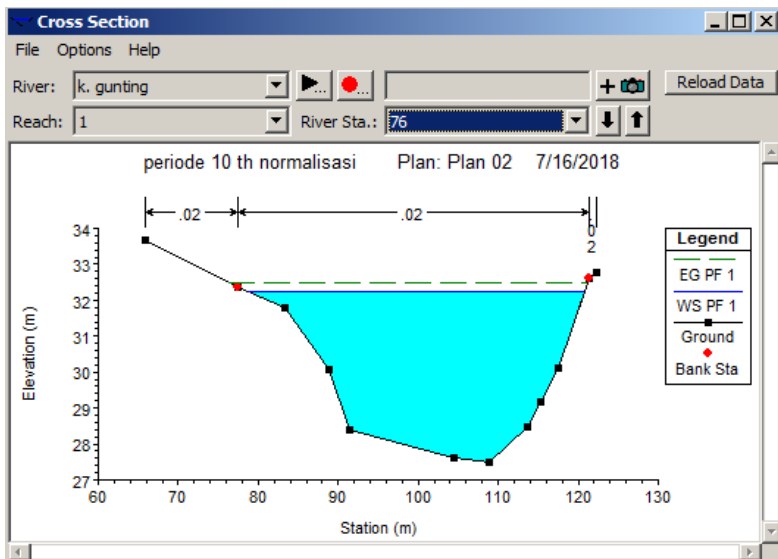 Cross Section
File Options Help
River: k. gunting ... ... + Reload Data
Reach: 1 River Sta.: 76
periode 10 th normalisasi Plan: Plan 02 7/16/2018
.02 .02 .02
34
33
32
31
30
29
28
27
60 70 80 90 100 110 120 130
Elevation (m)
Station (m)
Legend
EG PF 1
WS PF 1
Ground
Bank Sta